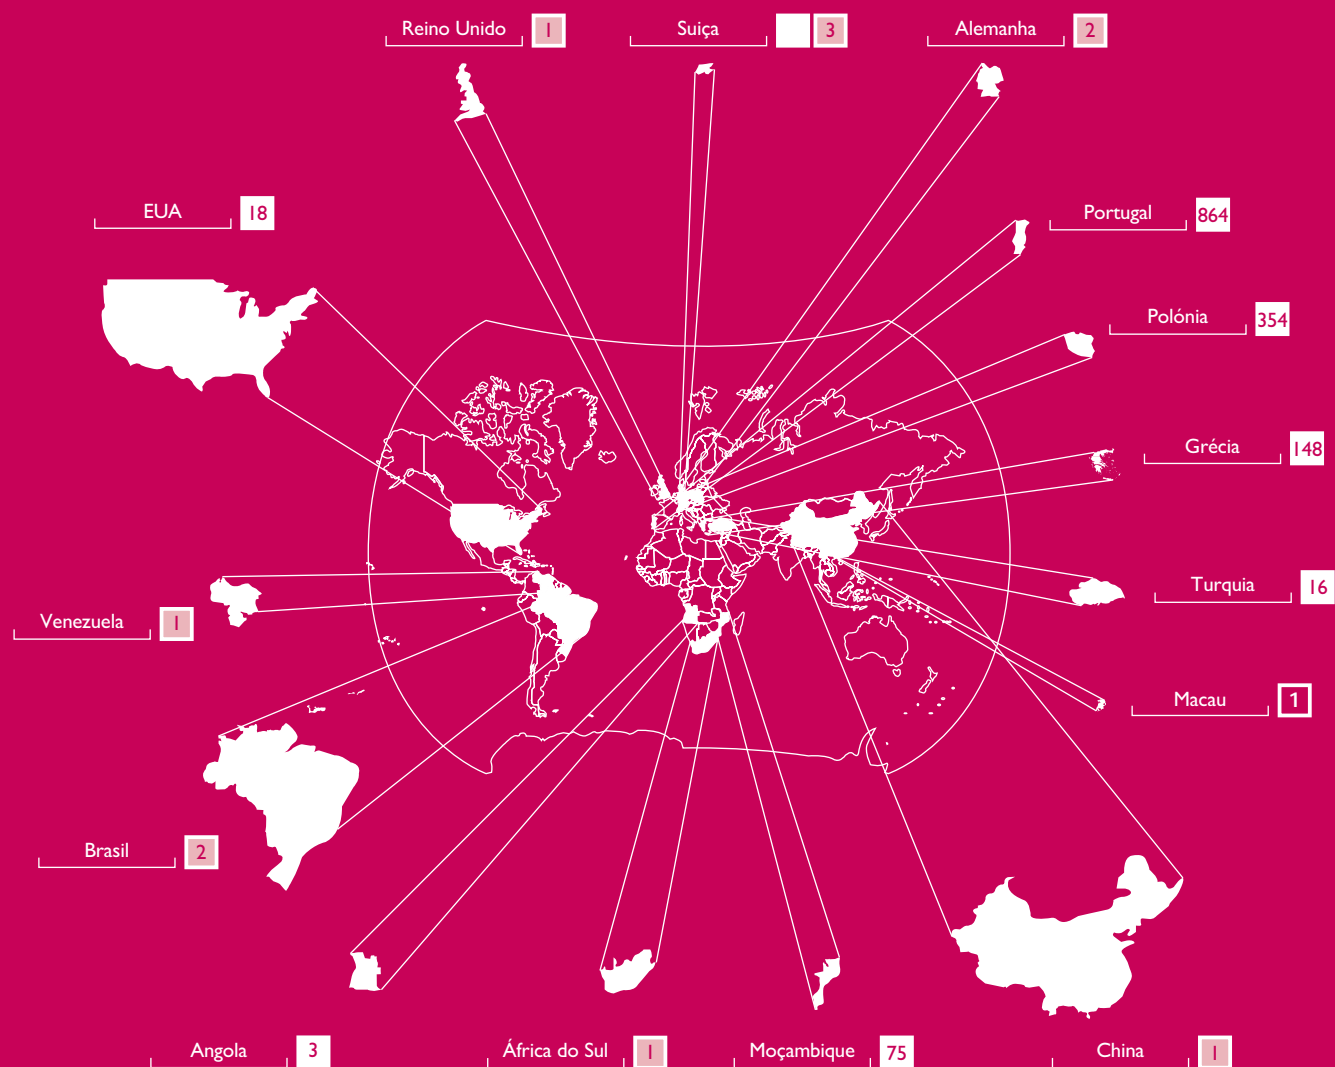 Reino Unido 1
Suiça 3
Alemanha 2
EUA 18
Portugal 864
Polónia 354
Grécia 148
Turquia 16
Venezuela 1
Macau 1
Brasil 2
Angola 3
África do Sul 1
Moçambique 75
China 1